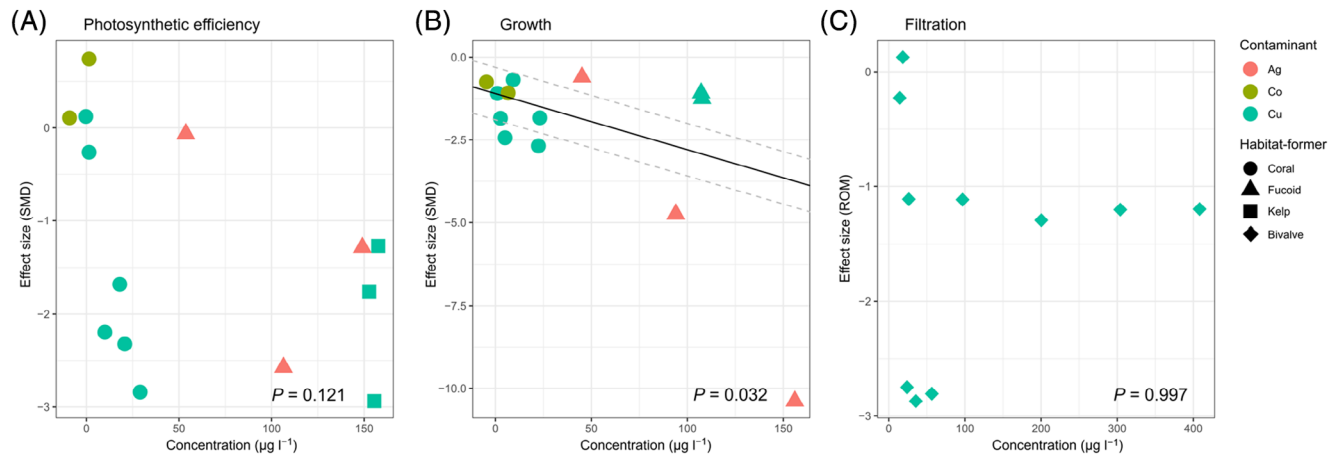 (A) Photosynthetic efficiency
0
−1
−2
−3
Effect size (SMD)
0
50
100
150
Concentration (μg l⁻¹)
P = 0.121
(B) Growth
0.0
−2.5
−5.0
−7.5
−10.0
Effect size (SMD)
0
50
100
150
Concentration (μg l⁻¹)
P = 0.032
(C) Filtration
0
−1
−2
−3
Effect size (ROM)
0
100
200
300
400
Concentration (μg l⁻¹)
P = 0.997
Contaminant
Ag
Co
Cu
Habitat-former
Coral
Fucoid
Kelp
Bivalve